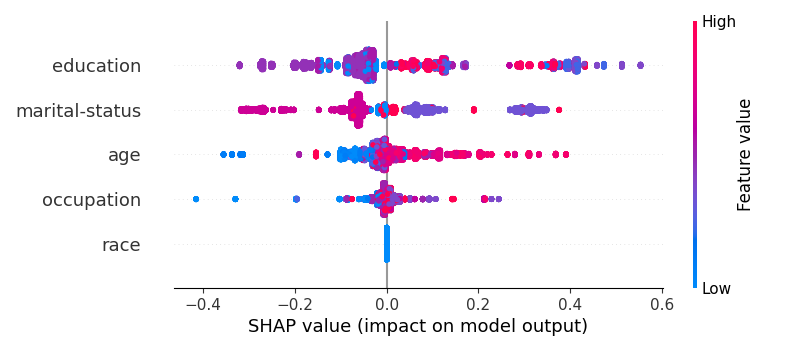 High
education
marital-status
age
occupation
race
Feature value
Low
−0.4 −0.2 0.0 0.2 0.4 0.6
SHAP value (impact on model output)